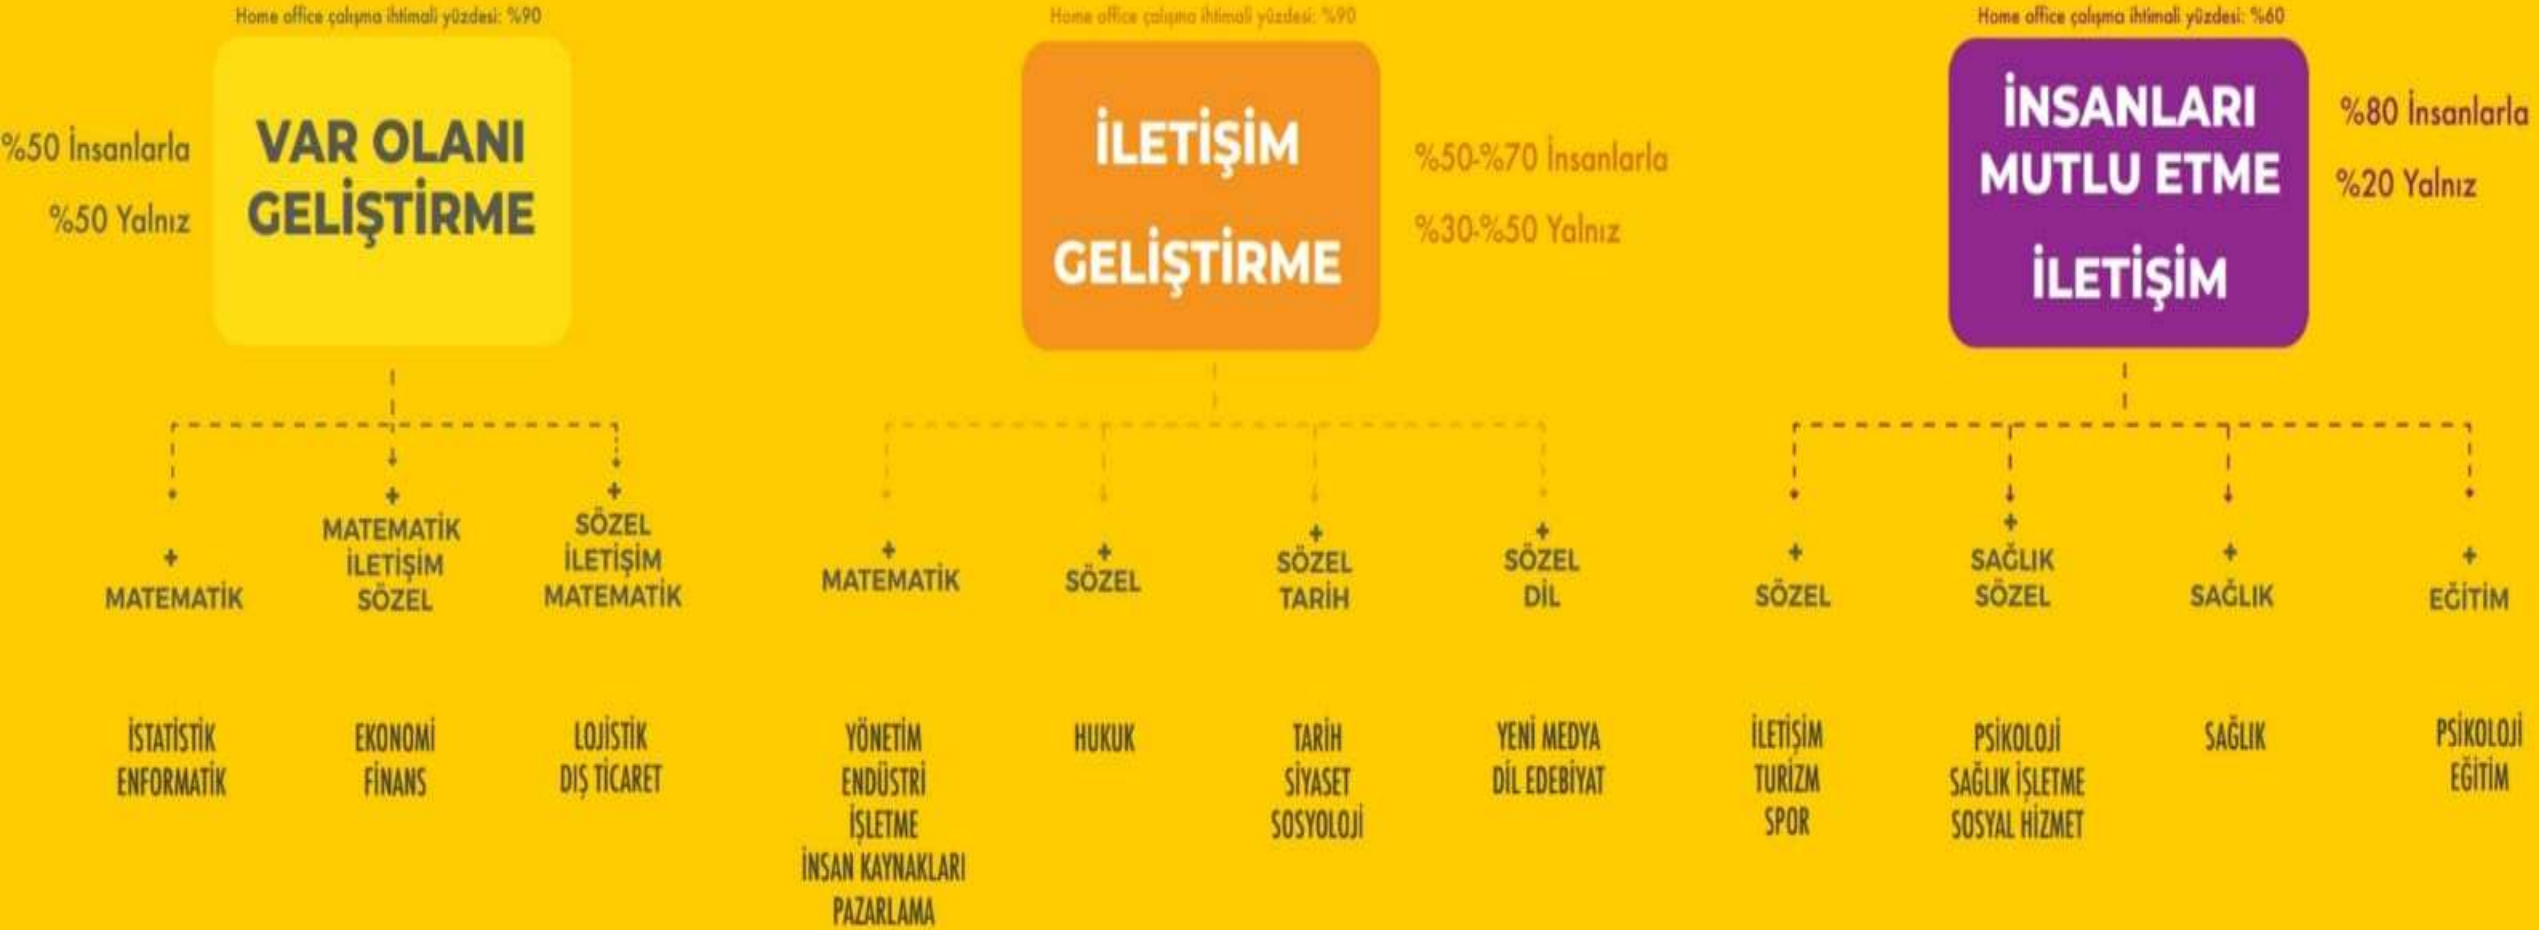 Home office çalışma ihtimali yüzdesi: %90
%50 İnsanlarla
%50 Yalnız
VAR OLANI
GELİŞTİRME
+
MATEMATİK
İSTATİSTİK
ENFORMATİK
+
MATEMATİK
İLETİŞİM
SÖZEL
EKONOMİ
FİNANS
+
SÖZEL
İLETİŞİM
MATEMATİK
LOJİSTİK
DIŞ TİCARET
Home office çalışma ihtimali yüzdesi: %90
İLETİŞİM
GELİŞTİRME
%50-%70 İnsanlarla
%30-%50 Yalnız
+
MATEMATİK
YÖNETİM
ENDÜSTRİ
İŞLETME
İNSAN KAYNAKLARI
PAZARLAMA
+
SÖZEL
HUKUK
+
SÖZEL
TARİH
TARİH
SİYASET
SOSYOLOJİ
+
SÖZEL
DİL
YENİ MEDYA
DİL EDEBİYAT
Home office çalışma ihtimali yüzdesi: %60
İNSANLARI
MUTLU ETME
İLETİŞİM
%80 İnsanlarla
%20 Yalnız
+
SÖZEL
İLETİŞİM
TURİZM
SPOR
+
SAĞLIK
SÖZEL
PSİKOLOJİ
SAĞLIK İŞLETME
SOSYAL HİZMET
+
SAĞLIK
SAĞLIK
+
EĞİTİM
PSİKOLOJİ
EĞİTİM